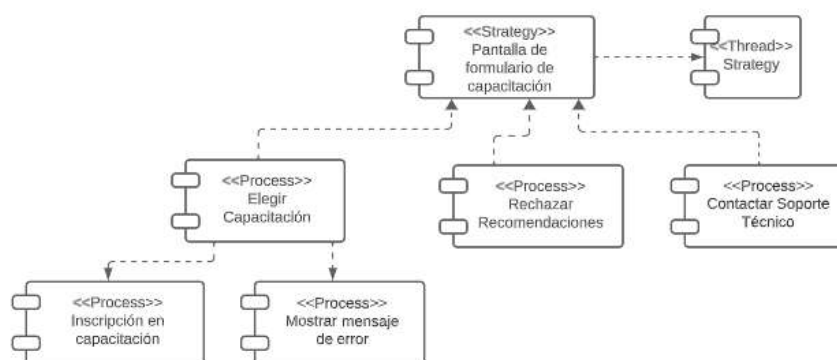 <<Strategy>>
Pantalla de
formulario de
capacitación
<<Thread>>
Strategy
<<Process>>
Elegir
Capacitación
<<Process>>
Rechazar
Recomendaciones
<<Process>>
Contactar Soporte
Técnico
<<Process>>
Inscripción en
capacitación
<<Process>>
Mostrar mensaje
de error